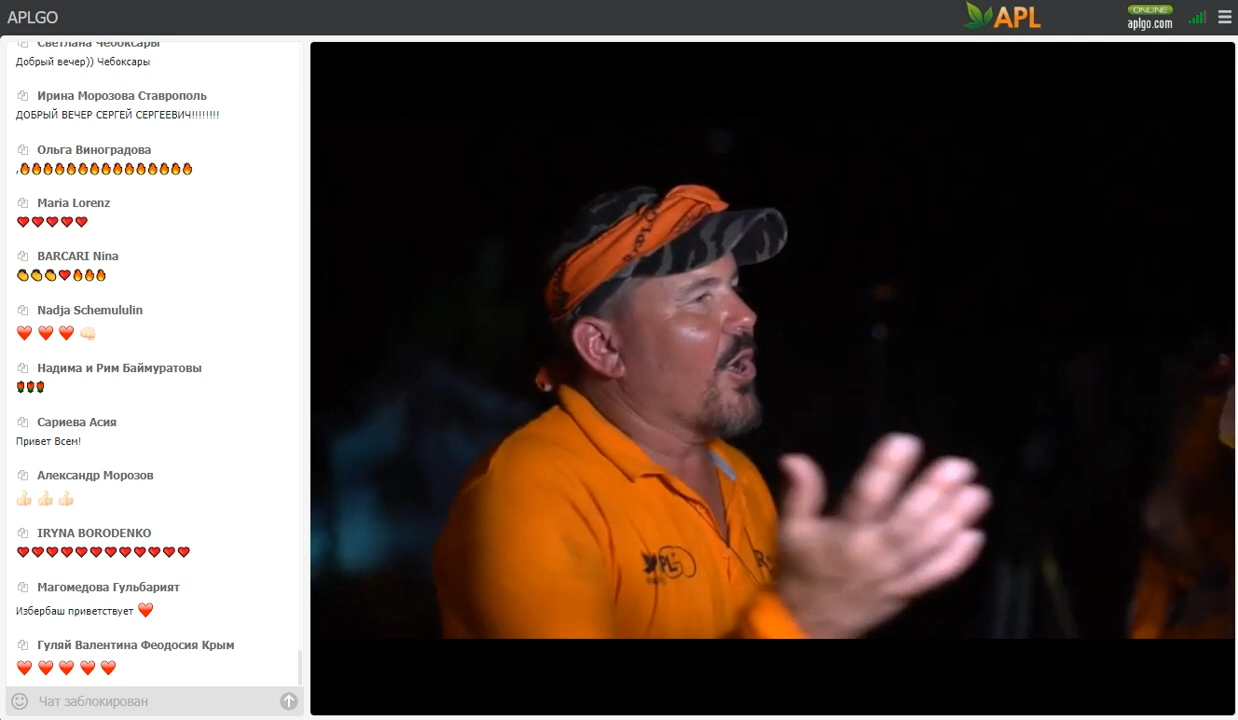 APLGO
APL
ONLINE
aplgo.com
Светлана Чебоксары
Добрый вечер)) Чебоксары
Ирина Морозова Ставрополь
ДОБРЫЙ ВЕЧЕР СЕРГЕЙ СЕРГЕЕВИЧ!!!!!!!!
Ольга Виноградова
,🔥🔥🔥🔥🔥🔥🔥🔥🔥🔥🔥🔥🔥🔥🔥
Maria Lorenz
❤❤❤❤❤
BARCARI Nina
👏👏👏❤🔥🔥🔥
Nadja Schemululin
❤❤❤👊🏻
Надима и Рим Баймуратовы
🌹🌹🌹
Сариева Асия
Привет Всем!
Александр Морозов
👍🏻👍🏻👍🏻
IRYNA BORODENKO
❤❤❤❤❤❤❤❤❤❤❤❤
Магомедова Гульбарият
Избербаш приветствует ❤
Гуляй Валентина Феодосия Крым
❤❤❤❤❤
Чат заблокирован